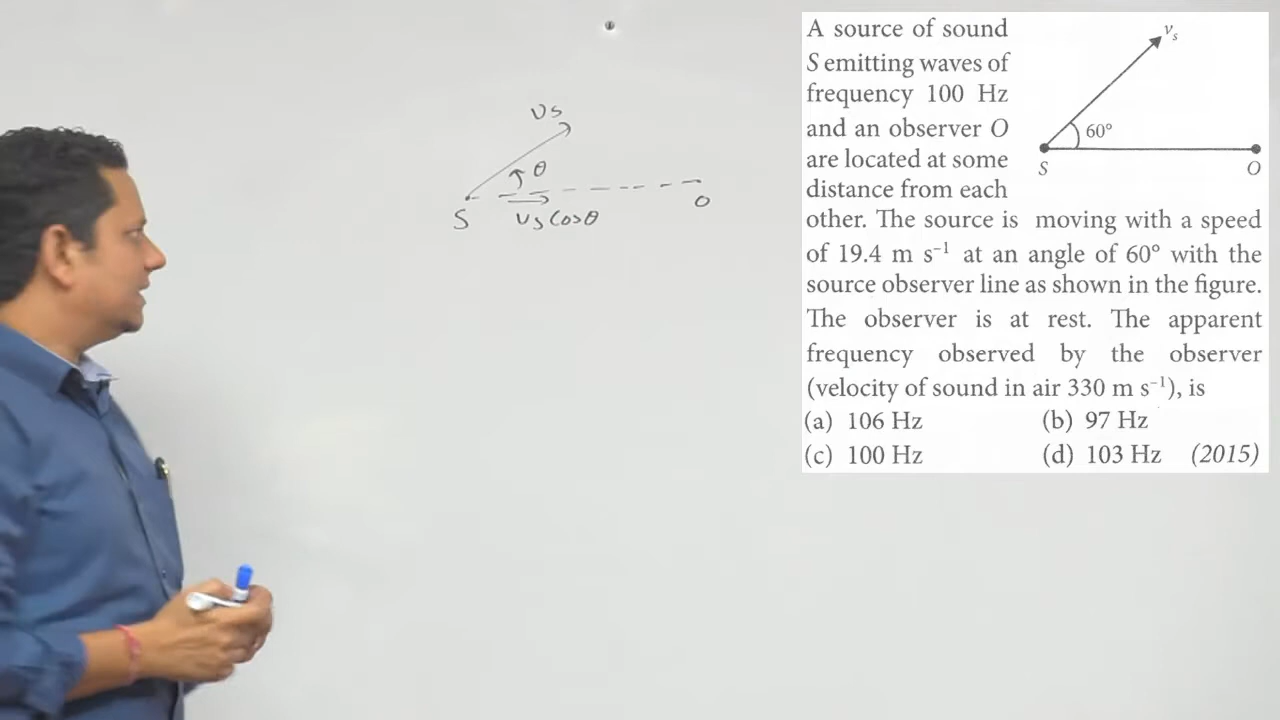 υs
θ
S
υs cosθ
O
A source of sound
S emitting waves of
frequency 100 Hz
and an observer O
are located at some
distance from each
other. The source is moving with a speed
of 19.4 m s⁻¹ at an angle of 60° with the
source observer line as shown in the figure.
The observer is at rest. The apparent
frequency observed by the observer
(velocity of sound in air 330 m s⁻¹), is
(a) 106 Hz (b) 97 Hz
(c) 100 Hz (d) 103 Hz (2015)
vₛ
60°
S O